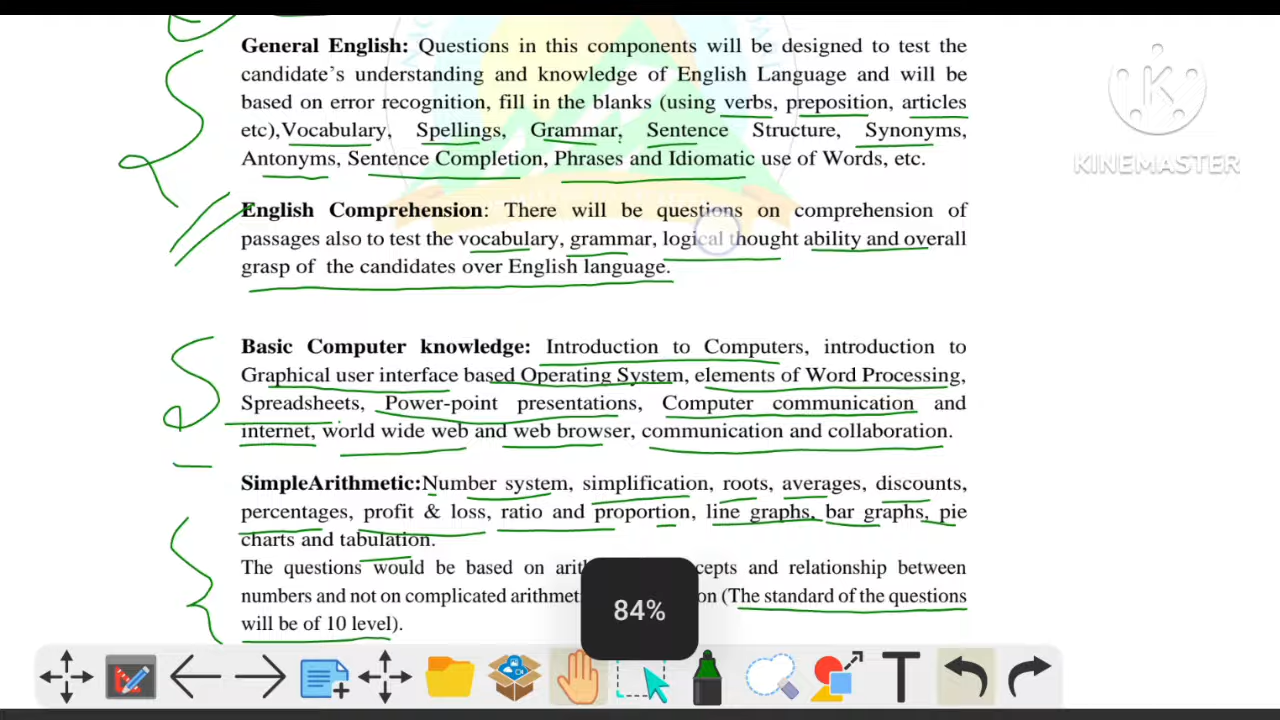 General English: Questions in this components will be designed to test the
candidate's understanding and knowledge of English Language and will be
based on error recognition, fill in the blanks (using verbs, preposition, articles
etc),Vocabulary, Spellings, Grammar, Sentence Structure, Synonyms,
Antonyms, Sentence Completion, Phrases and Idiomatic use of Words, etc.
KINEMASTER
English Comprehension: There will be questions on comprehension of
passages also to test the vocabulary, grammar, logical thought ability and overall
grasp of the candidates over English language.
Basic Computer knowledge: Introduction to Computers, introduction to
Graphical user interface based Operating System, elements of Word Processing,
Spreadsheets, Power-point presentations, Computer communication and
internet, world wide web and web browser, communication and collaboration.
SimpleArithmetic:Number system, simplification, roots, averages, discounts,
percentages, profit & loss, ratio and proportion, line graphs, bar graphs, pie
charts and tabulation.
The questions would be based on and relationship between
numbers and not on complicated (The standard of the questions
will be of 10 level).
84%